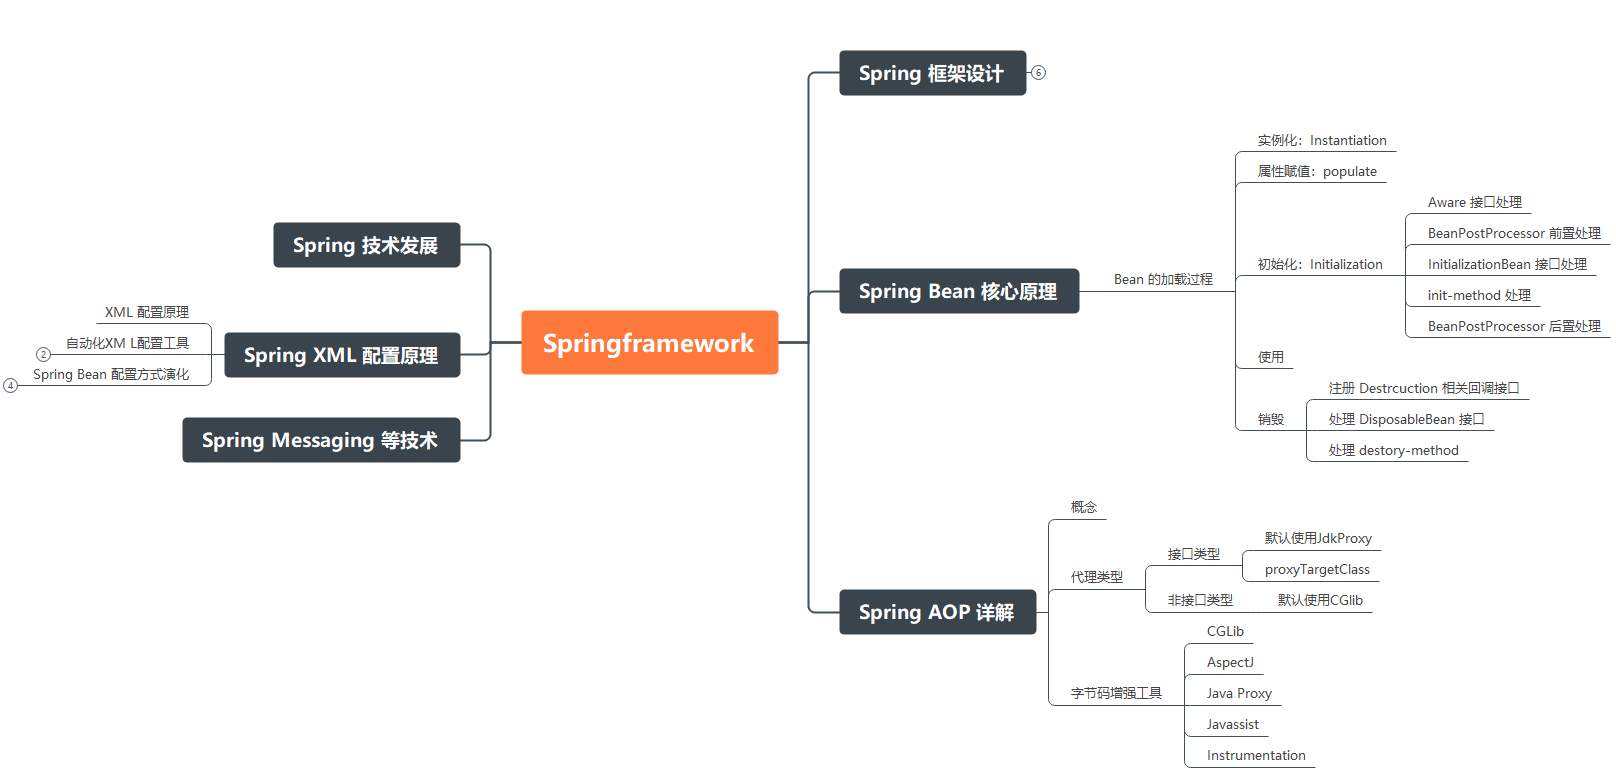 Springframework
Spring 框架设计
6
Spring Bean 核心原理
Bean 的加载过程
实例化：Instantiation
属性赋值：populate
初始化：Initialization
Aware 接口处理
BeanPostProcessor 前置处理
InitializationBean 接口处理
init-method 处理
BeanPostProcessor 后置处理
使用
销毁
注册 Destrcuction 相关回调接口
处理 DisposableBean 接口
处理 destory-method
Spring AOP 详解
概念
代理类型
接口类型
默认使用JdkProxy
proxyTargetClass
非接口类型
默认使用CGlib
字节码增强工具
CGLib
AspectJ
Java Proxy
Javassist
Instrumentation
Spring 技术发展
Spring XML 配置原理
XML 配置原理
自动化XM L配置工具
2
Spring Bean 配置方式演化
4
Spring Messaging 等技术